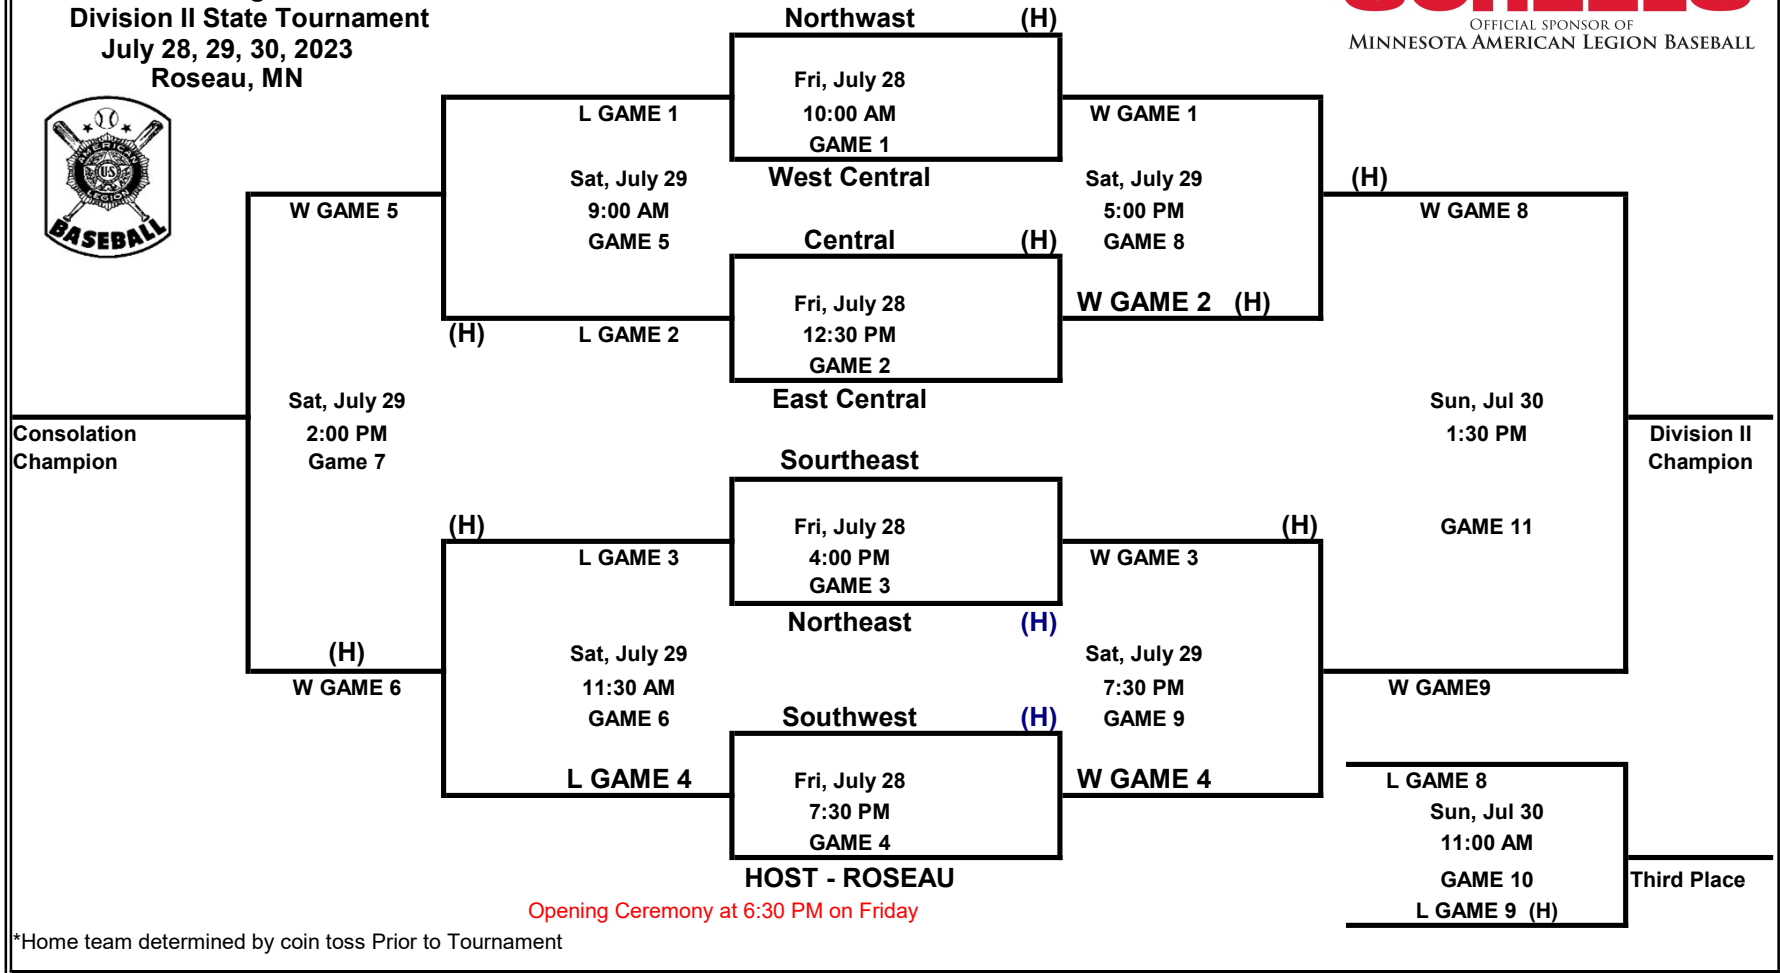 Division II State Tournament
July 28, 29, 30, 2023
Roseau, MN
AMERICAN
US
LEGION
BASEBALL
OFFICIAL SPONSOR OF
MINNESOTA AMERICAN LEGION BASEBALL
Northwast (H)
Fri, July 28
10:00 AM
GAME 1
West Central
L GAME 1
W GAME 1
Sat, July 29
9:00 AM
GAME 5
Sat, July 29
5:00 PM
GAME 8
(H)
W GAME 5
W GAME 8
Central (H)
Fri, July 28
12:30 PM
GAME 2
East Central
(H) L GAME 2
W GAME 2 (H)
Sat, July 29
2:00 PM
Game 7
Consolation
Champion
Sun, Jul 30
1:30 PM
GAME 11
Division II
Champion
Sourtheast
Fri, July 28
4:00 PM
GAME 3
Northeast (H)
(H)
L GAME 3
(H)
W GAME 3
Sat, July 29
11:30 AM
GAME 6
Sat, July 29
7:30 PM
GAME 9
(H)
W GAME 6
W GAME9
Southwest (H)
Fri, July 28
7:30 PM
GAME 4
HOST - ROSEAU
L GAME 4
W GAME 4
L GAME 8
Sun, Jul 30
11:00 AM
GAME 10
L GAME 9 (H)
Third Place
Opening Ceremony at 6:30 PM on Friday
*Home team determined by coin toss Prior to Tournament